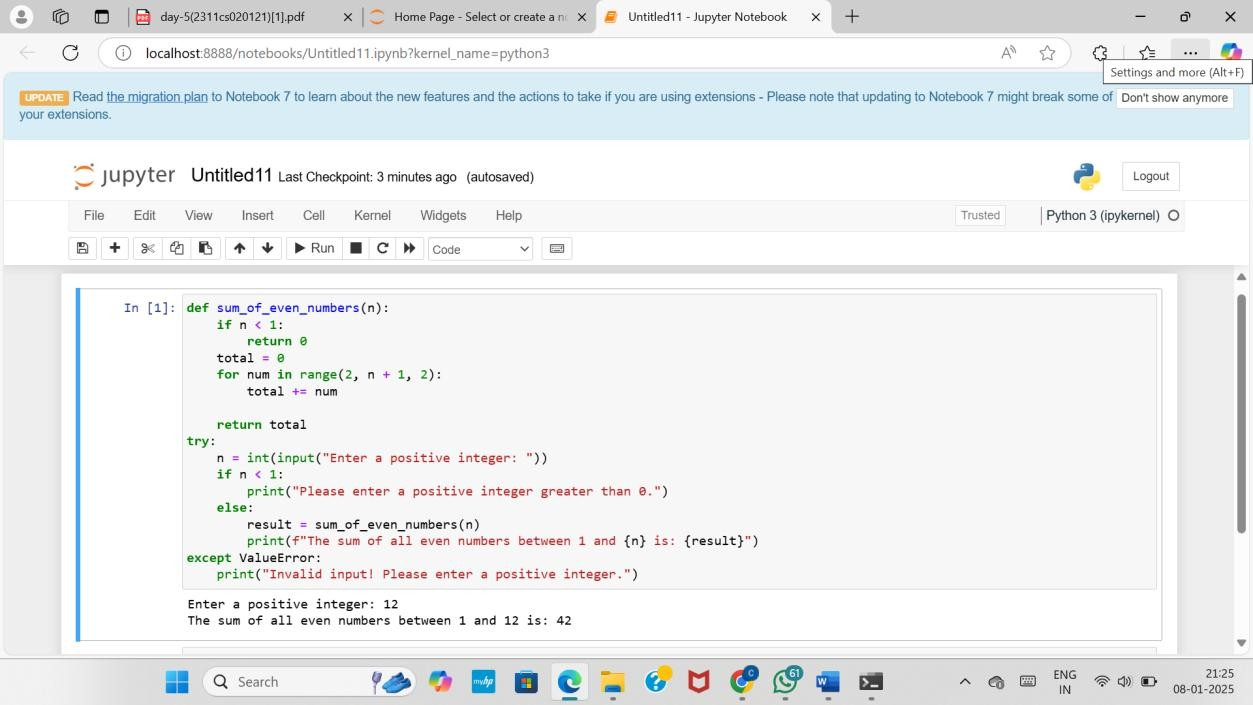 day-5(2311cs020121)[1].pdf
Home Page - Select or create a no
Untitled11 - Jupyter Notebook
localhost:8888/notebooks/Untitled11.ipynb?kernel_name=python3
Settings and more (Alt+F)
UPDATE Read the migration plan to Notebook 7 to learn about the new features and the actions to take if you are using extensions - Please note that updating to Notebook 7 might break some of
your extensions.
Don't show anymore
jupyter Untitled11 Last Checkpoint: 3 minutes ago (autosaved)
Logout
File Edit View Insert Cell Kernel Widgets Help
Trusted
Python 3 (ipykernel)
Run
Code
In [1]: def sum_of_even_numbers(n):
    if n < 1:
        return 0
    total = 0
    for num in range(2, n + 1, 2):
        total += num
    return total
try:
    n = int(input("Enter a positive integer: "))
    if n < 1:
        print("Please enter a positive integer greater than 0.")
    else:
        result = sum_of_even_numbers(n)
        print(f"The sum of all even numbers between 1 and {n} is: {result}")
except ValueError:
    print("Invalid input! Please enter a positive integer.")
Enter a positive integer: 12
The sum of all even numbers between 1 and 12 is: 42
Search
myhp
C
61
ENG
IN
21:25
08-01-2025